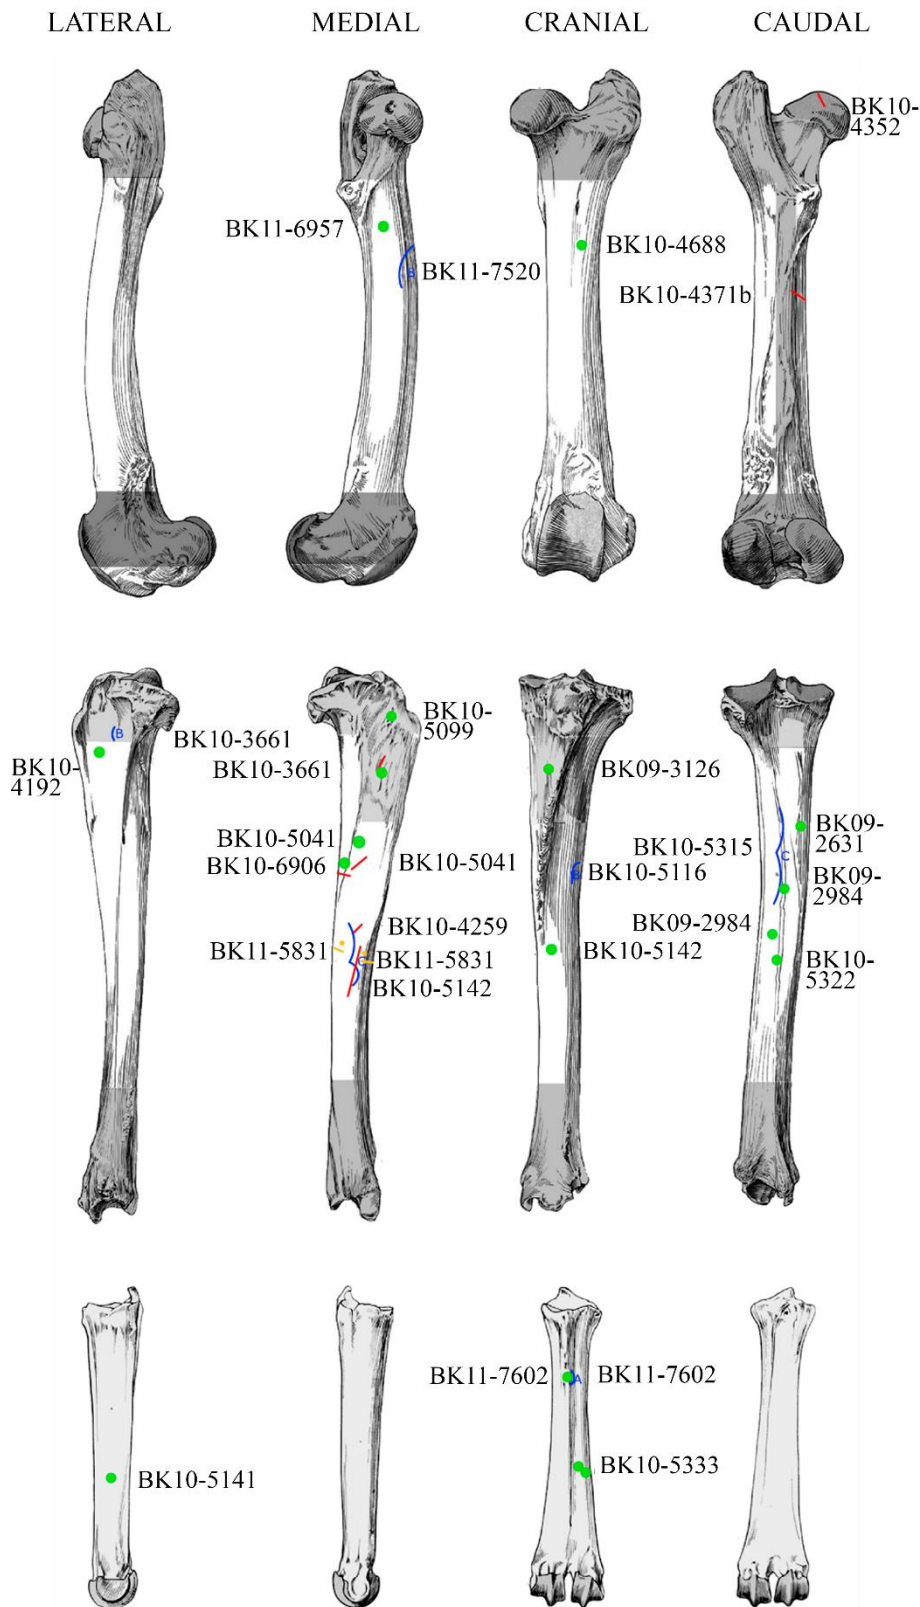 LATERAL
MEDIAL
CRANIAL
CAUDAL
BK10-
4352
BK11-6957
BK11-7520
BK10-4688
BK10-4371b
B
BK10-
5099
BK10-3661
BK10-
4192
B
BK10-3661
BK09-3126
BK10-5041
BK10-6906
BK10-5041
BK10-5315
C
BK10-5116
B
BK09-
2631
BK09-
2984
BK10-4259
BK11-5831
C
BK11-5831
BK10-5142
BK09-2984
BK10-5142
BK10-
5322
BK11-7602
A
BK11-7602
BK10-5141
BK10-5333